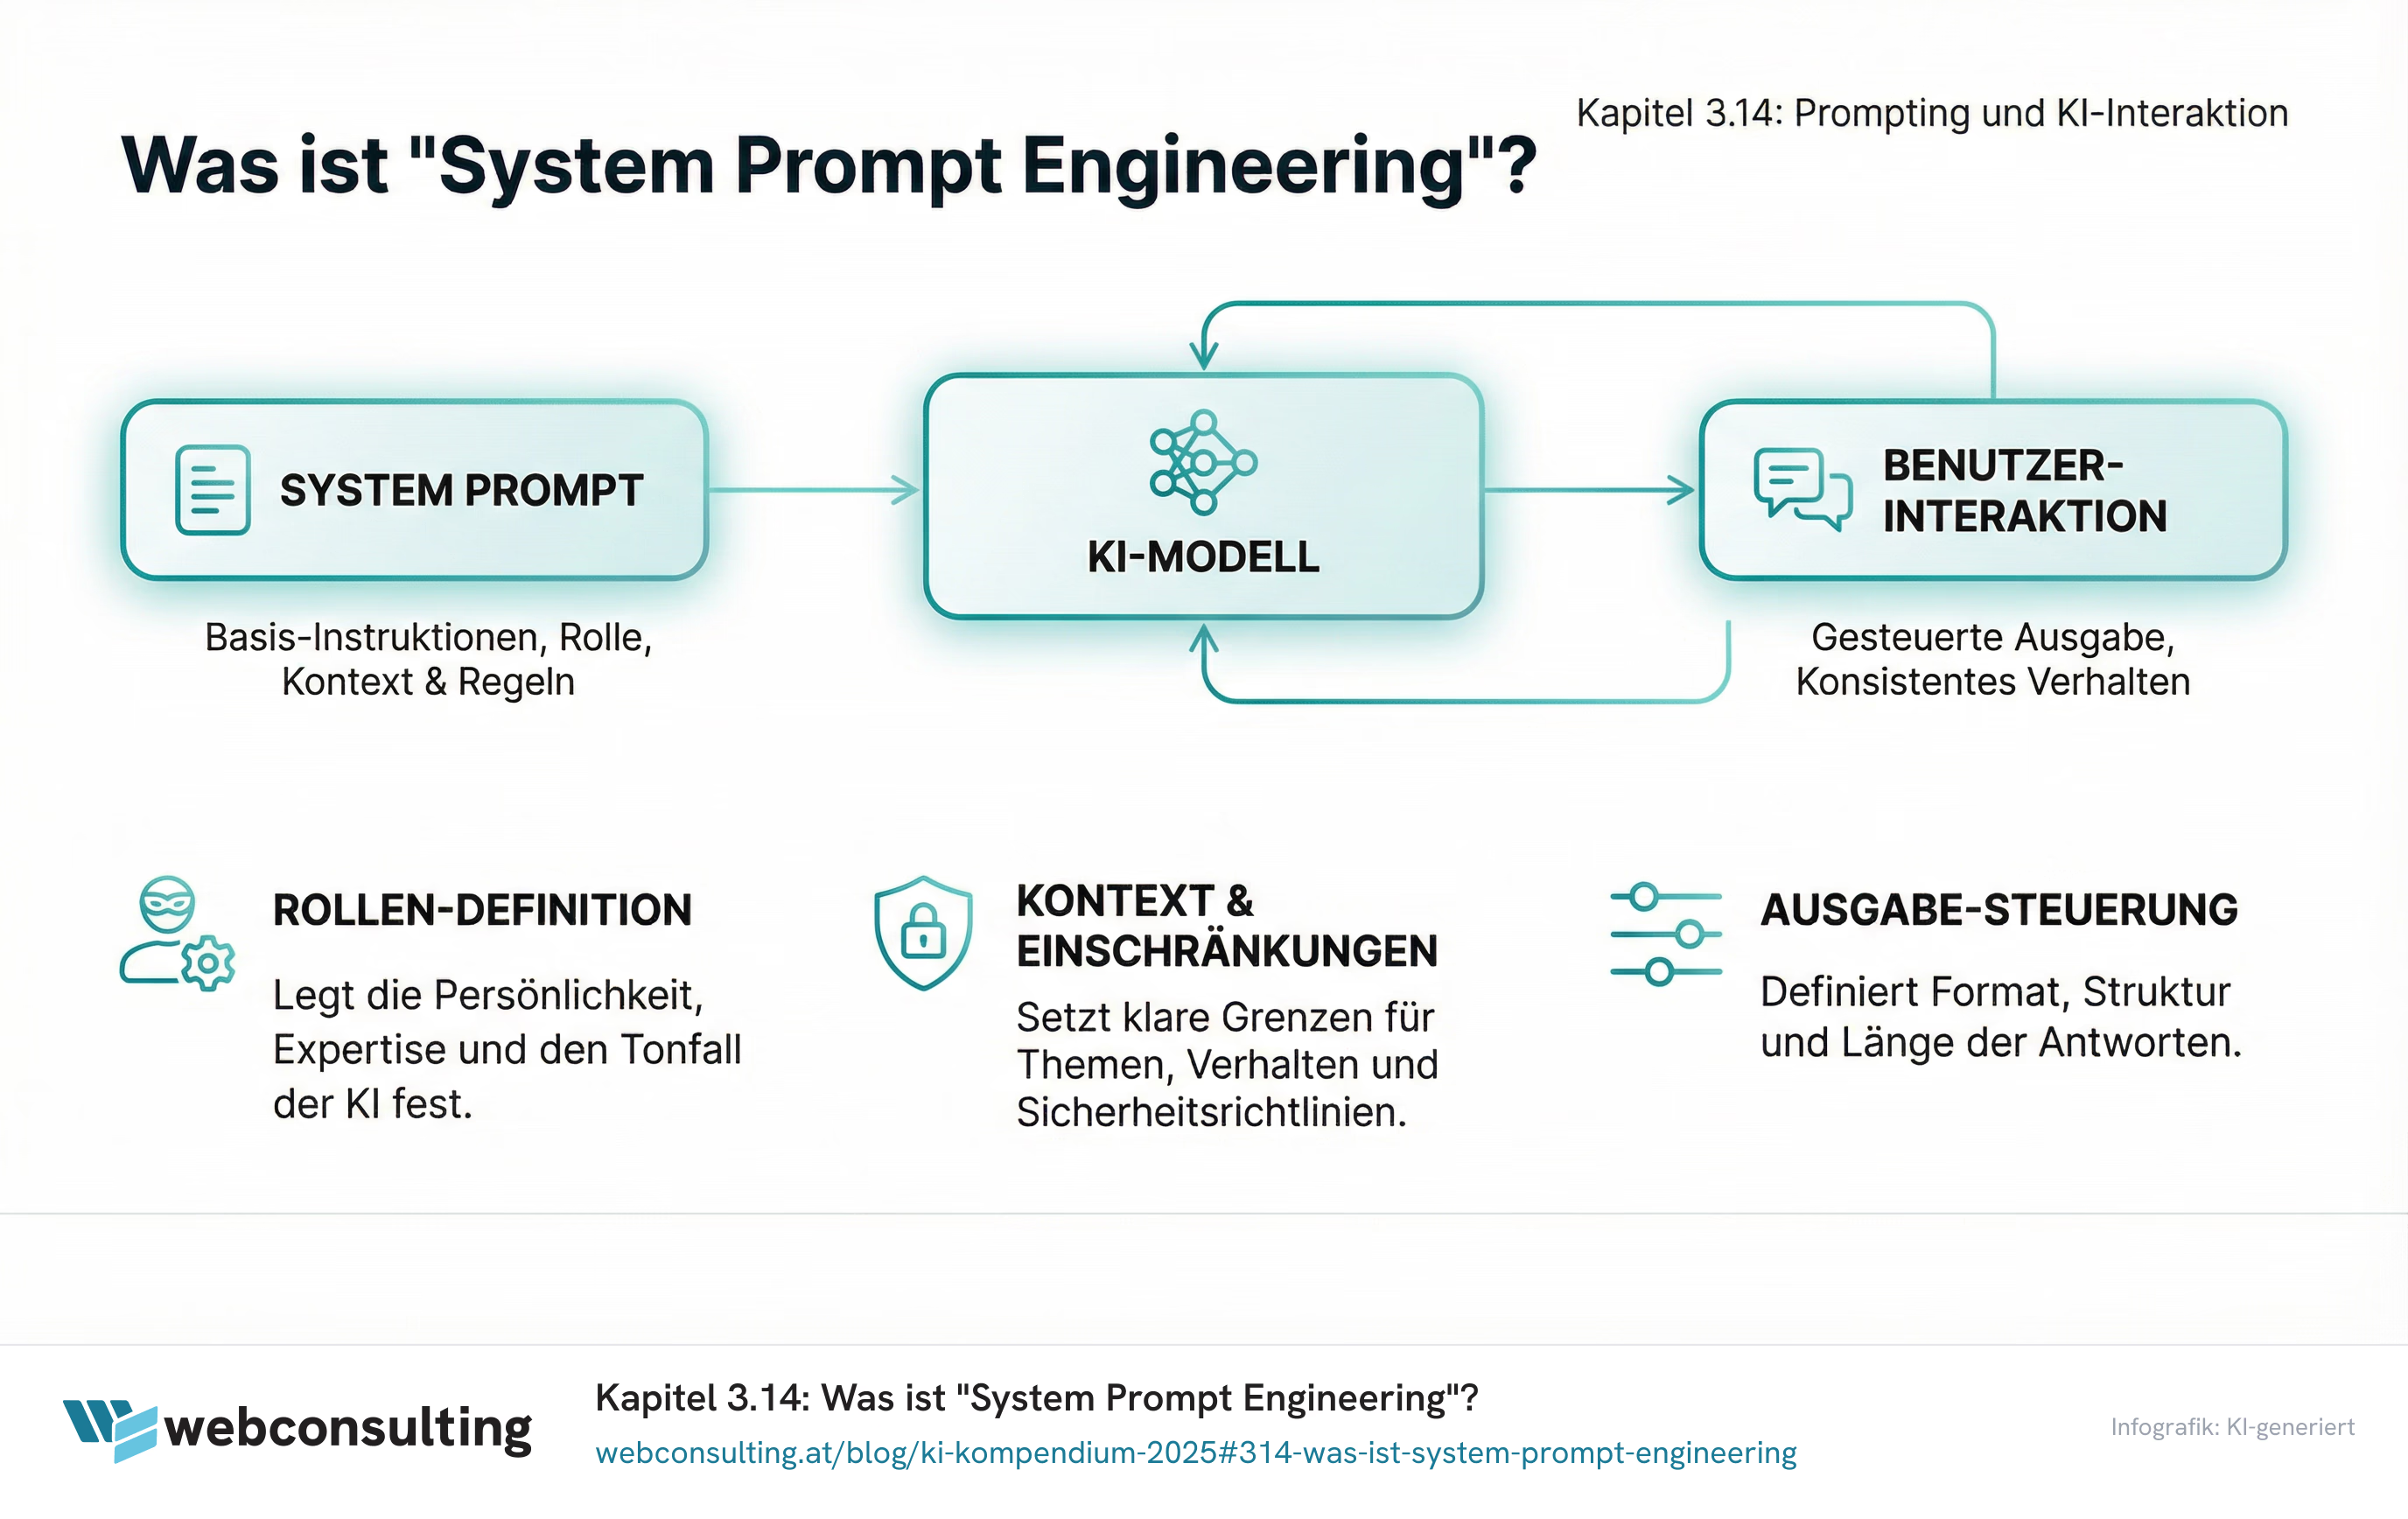 Kapitel 3.14: Prompting und KI-Interaktion
Was ist "System Prompt Engineering"?
SYSTEM PROMPT
Basis-Instruktionen, Rolle,
Kontext & Regeln
KI-MODELL
BENUTZER-
INTERAKTION
Gesteuerte Ausgabe,
Konsistentes Verhalten
ROLLEN-DEFINITION
Legt die Persönlichkeit,
Expertise und den Tonfall
der KI fest.
KONTEXT &
EINSCHRÄNKUNGEN
Setzt klare Grenzen für
Themen, Verhalten und
Sicherheitsrichtlinien.
AUSGABE-STEUERUNG
Definiert Format, Struktur
und Länge der Antworten.
webconsulting
Kapitel 3.14: Was ist "System Prompt Engineering"?
webconsulting.at/blog/ki-kompendium-2025#314-was-ist-system-prompt-engineering
Infografik: KI-generiert